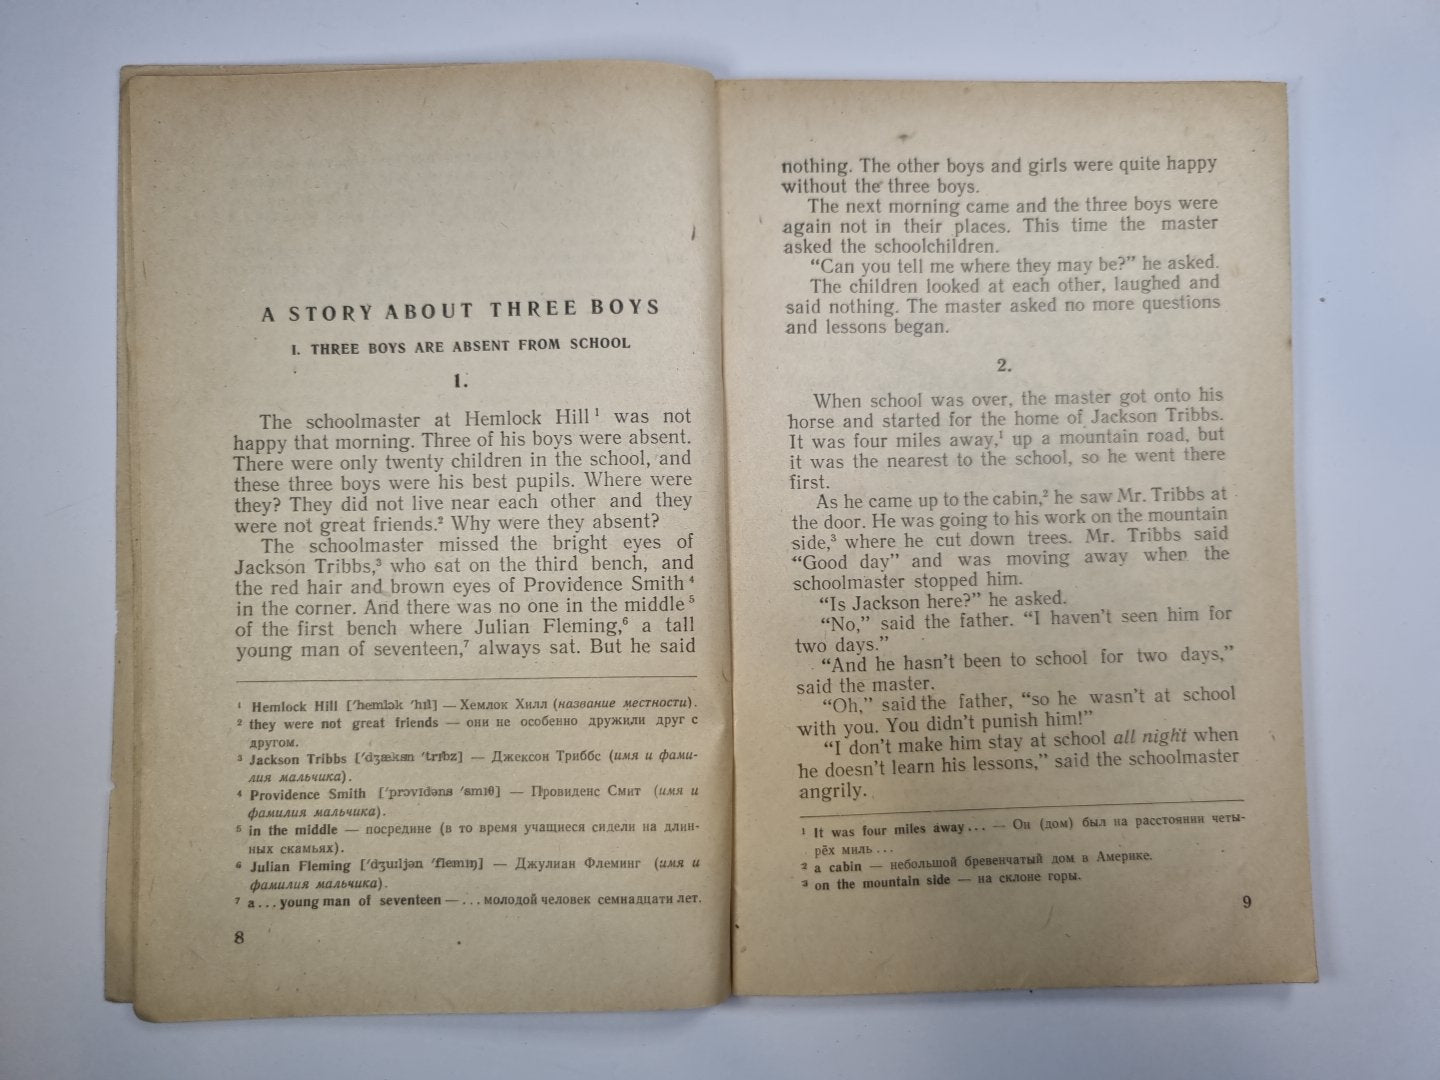 A STORY ABOUT THREE BOYS
I. THREE BOYS ARE ABSENT FROM SCHOOL
1.
The schoolmaster at Hemlock Hill ¹ was not
happy that morning. Three of his boys were absent.
There were only twenty children in the school, and
these three boys were his best pupils. Where were
they? They did not live near each other and they
were not great friends.² Why were they absent?
The schoolmaster missed the bright eyes of
Jackson Tribbs,³ who sat on the third bench, and
the red hair and brown eyes of Providence Smith ⁴
in the corner. And there was no one in the middle ⁵
of the first bench where Julian Fleming,⁶ a tall
young man of seventeen,⁷ always sat. But he said
¹ Hemlock Hill [ˈhemlɔk ˈhɪl] — Хемлок Хилл (название местности).
² they were not great friends — они не особенно дружили друг с
другом.
³ Jackson Tribbs [ˈdʒæksn ˈtrɪbz] — Джексон Триббс (имя и фами-
лия мальчика).
⁴ Providence Smith [ˈprɔvɪdəns ˈsmɪθ] — Провиденс Смит (имя и
фамилия мальчика).
⁵ in the middle — посредине (в то время учащиеся сидели на длин-
ных скамьях).
⁶ Julian Fleming [ˈdʒuːljən ˈflemɪŋ] — Джулиан Флеминг (имя и
фамилия мальчика).
⁷ a ... young man of seventeen — ... молодой человек семнадцати лет.
8
nothing. The other boys and girls were quite happy
without the three boys.
The next morning came and the three boys were
again not in their places. This time the master
asked the schoolchildren.
“Can you tell me where they may be?” he asked.
The children looked at each other, laughed and
said nothing. The master asked no more questions
and lessons began.
2.
When school was over, the master got onto his
horse and started for the home of Jackson Tribbs.
It was four miles away,¹ up a mountain road, but
it was the nearest to the school, so he went there
first.
As he came up to the cabin,² he saw Mr. Tribbs at
the door. He was going to his work on the mountain
side,³ where he cut down trees. Mr. Tribbs said
“Good day” and was moving away when the
schoolmaster stopped him.
“Is Jackson here?” he asked.
“No,” said the father. “I haven’t seen him for
two days.”
“And he hasn’t been to school for two days,”
said the master.
“Oh,” said the father, “so he wasn’t at school
with you. You didn’t punish him!”
“I don’t make him stay at school all night when
he doesn’t learn his lessons,” said the schoolmaster
angrily.
¹ It was four miles away... — Он (дом) был на расстоянии четы-
рёх миль...
² a cabin — небольшой бревенчатый дом в Америке.
³ on the mountain side — на склоне горы.
9